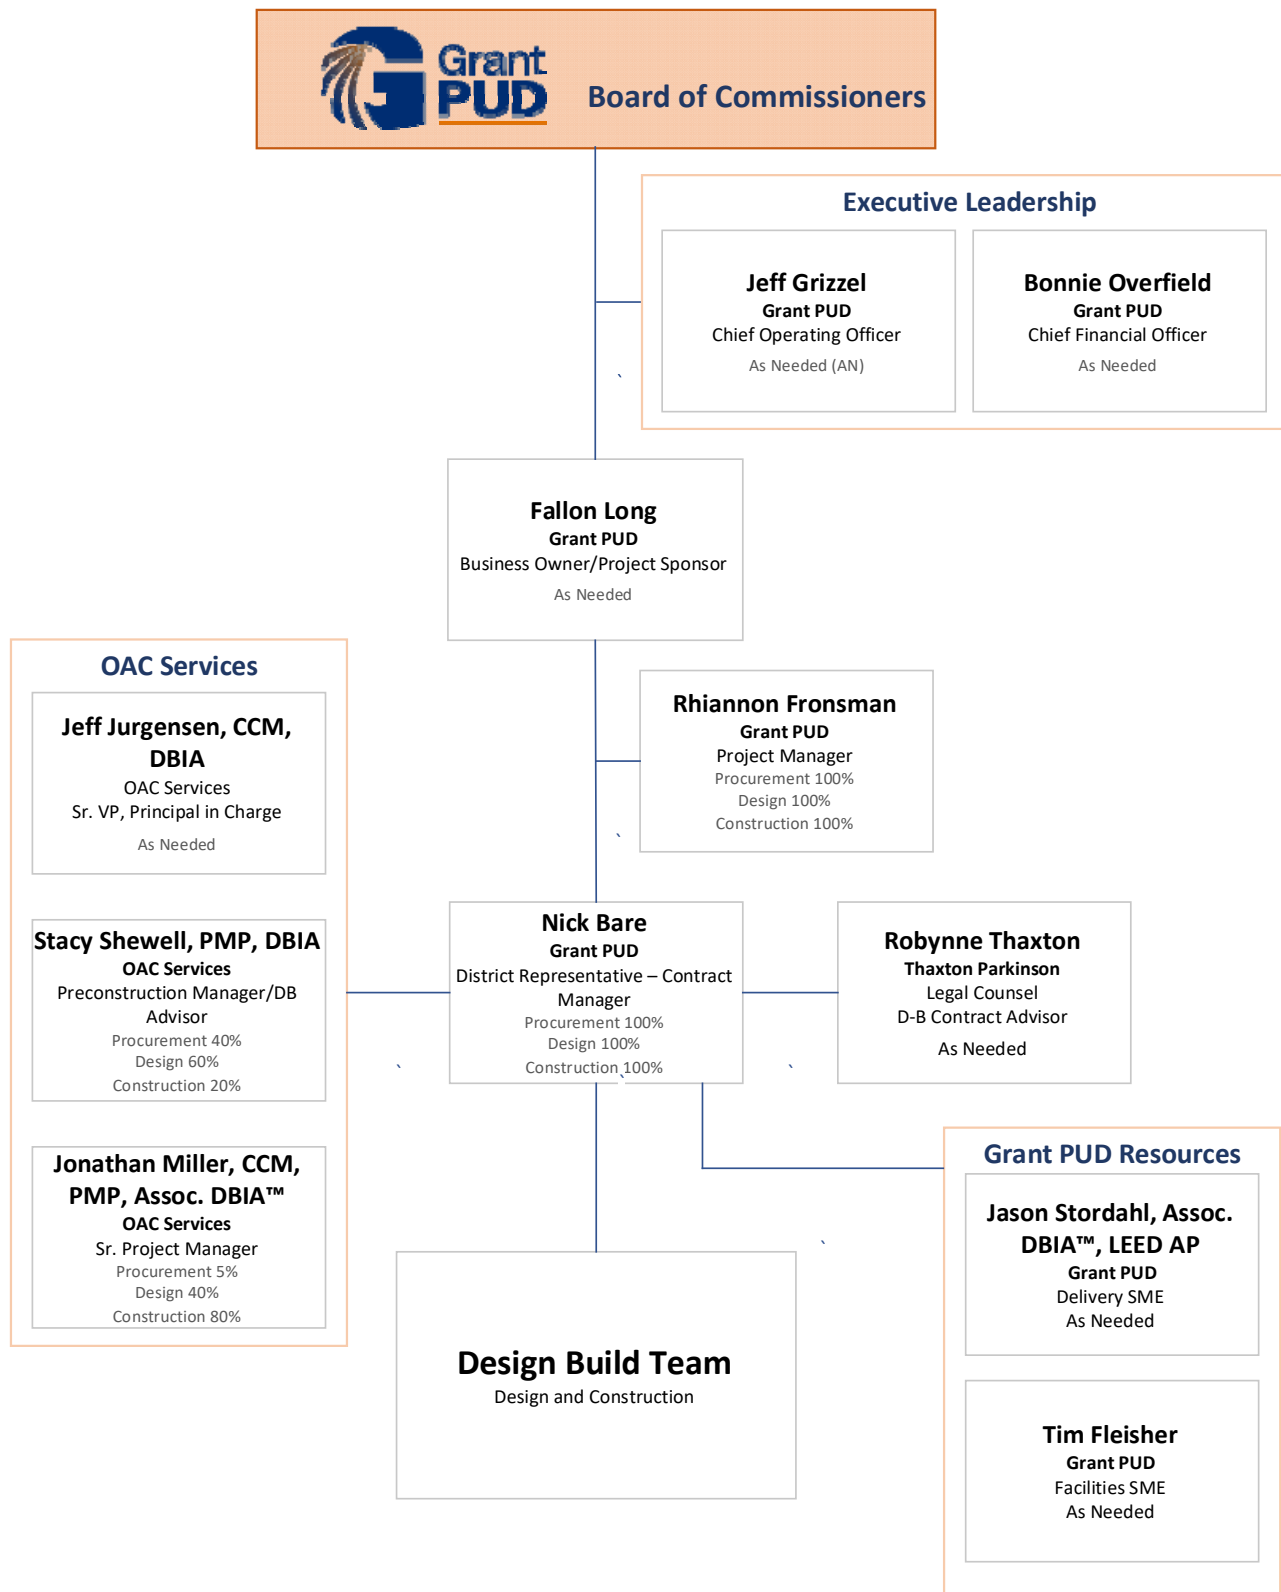 Grant
PUD
Board of Commissioners
Executive Leadership
Jeff Grizzel
Grant PUD
Chief Operating Officer
As Needed (AN)
Bonnie Overfield
Grant PUD
Chief Financial Officer
As Needed
`
Fallon Long
Grant PUD
Business Owner/Project Sponsor
As Needed
OAC Services
Jeff Jurgensen, CCM,
DBIA
OAC Services
Sr. VP, Principal in Charge
As Needed
Stacy Shewell, PMP, DBIA
OAC Services
Preconstruction Manager/DB
Advisor
Procurement 40%
Design 60%
Construction 20%
Jonathan Miller, CCM,
PMP, Assoc. DBIA™
OAC Services
Sr. Project Manager
Procurement 5%
Design 40%
Construction 80%
Rhiannon Fronsman
Grant PUD
Project Manager
Procurement 100%
Design 100%
Construction 100%
`
Nick Bare
Grant PUD
District Representative – Contract
Manager
Procurement 100%
Design 100%
Construction 100%
`
`
`
Robynne Thaxton
Thaxton Parkinson
Legal Counsel
D-B Contract Advisor
As Needed
Grant PUD Resources
Jason Stordahl, Assoc.
DBIA™, LEED AP
Grant PUD
Delivery SME
As Needed
Tim Fleisher
Grant PUD
Facilities SME
As Needed
`
Design Build Team
Design and Construction